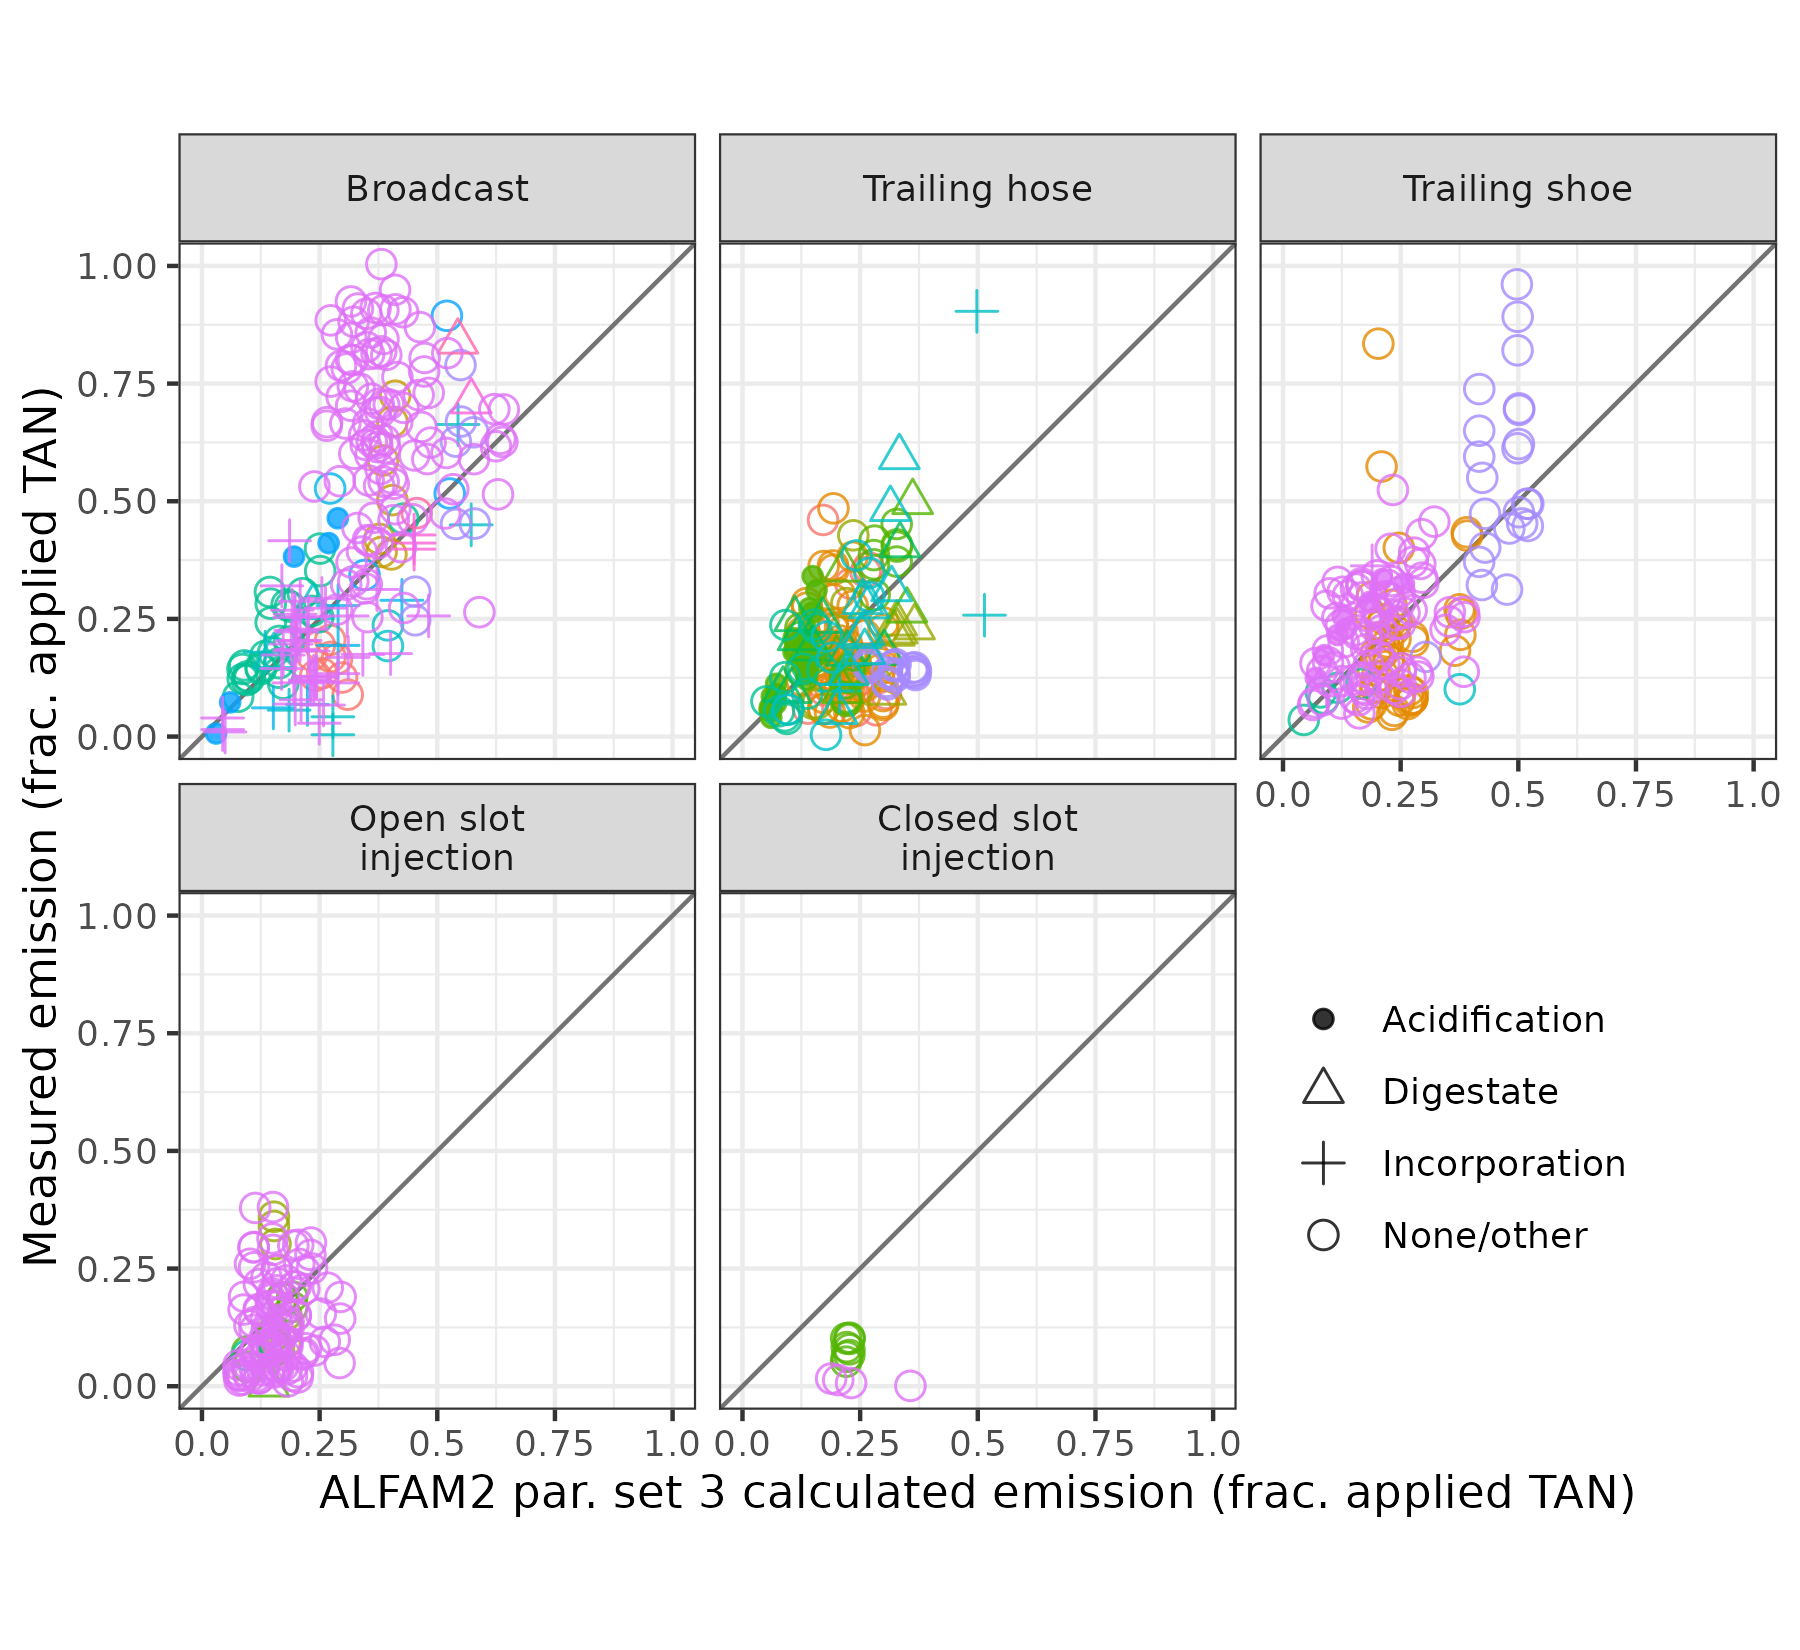 Broadcast
Trailing hose
Trailing shoe
1.00
0.75
0.50
0.25
0.00
0.0 0.25 0.5 0.75 1.0
Open slot
injection
Closed slot
injection
1.00
0.75
0.50
0.25
0.00
0.0 0.25 0.5 0.75 1.0
0.0 0.25 0.5 0.75 1.0
Measured emission (frac. applied TAN)
ALFAM2 par. set 3 calculated emission (frac. applied TAN)
Acidification
Digestate
Incorporation
None/other